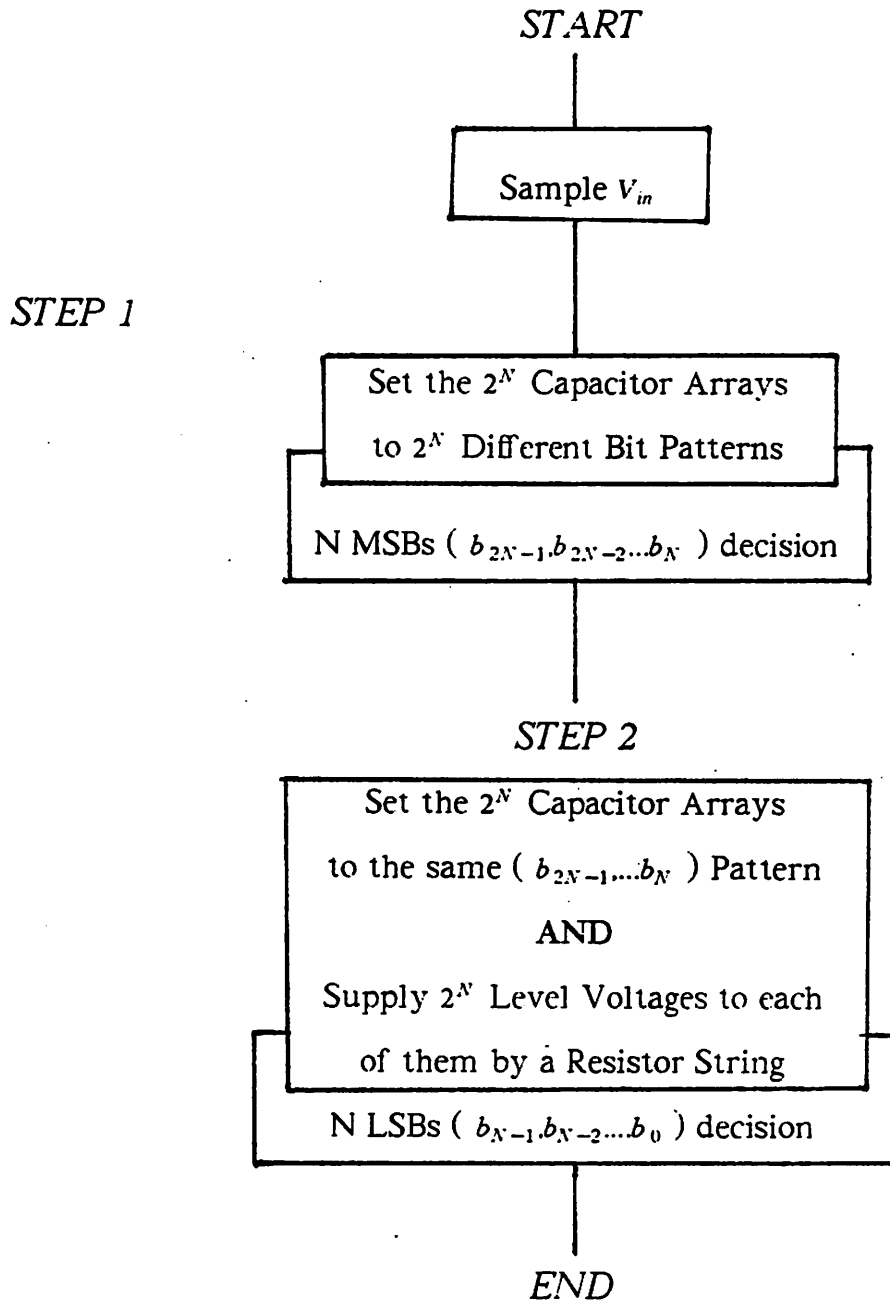 START
Sample V_in
STEP 1
Set the 2^N Capacitor Arrays
to 2^N Different Bit Patterns
N MSBs ( b_2N-1, b_2N-2...b_N ) decision
STEP 2
Set the 2^N Capacitor Arrays
to the same ( b_2N-1,...b_N ) Pattern
AND
Supply 2^N Level Voltages to each
of them by a Resistor String
N LSBs ( b_N-1, b_N-2....b_0 ) decision
END